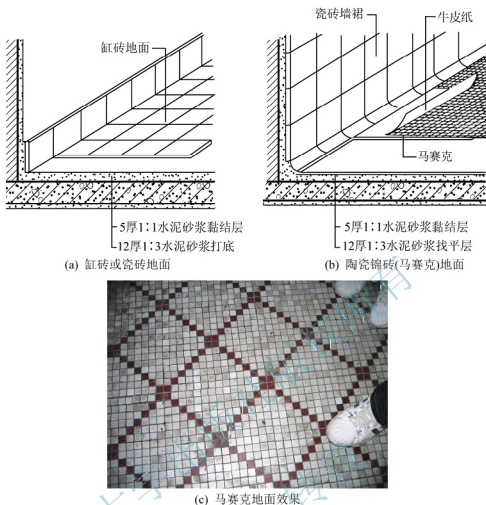 缸砖地面
5厚1∶1水泥砂浆黏结层
12厚1∶3水泥砂浆打底
(a) 缸砖或瓷砖地面
瓷砖墙裙
牛皮纸
马赛克
5厚1∶1水泥砂浆黏结层
12厚1∶3水泥砂浆找平层
(b) 陶瓷锦砖(马赛克)地面
(c) 马赛克地面效果